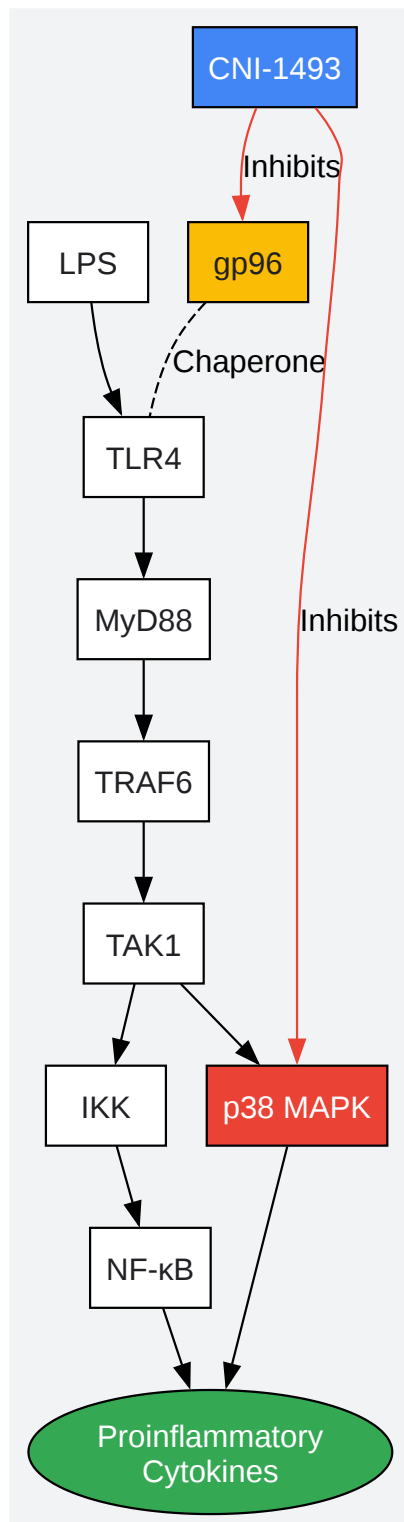 CNI-1493
Inhibits
LPS
gp96
Chaperone
TLR4
MyD88
Inhibits
TRAF6
TAK1
IKK
p38 MAPK
NF-κB
Proinflammatory
Cytokines